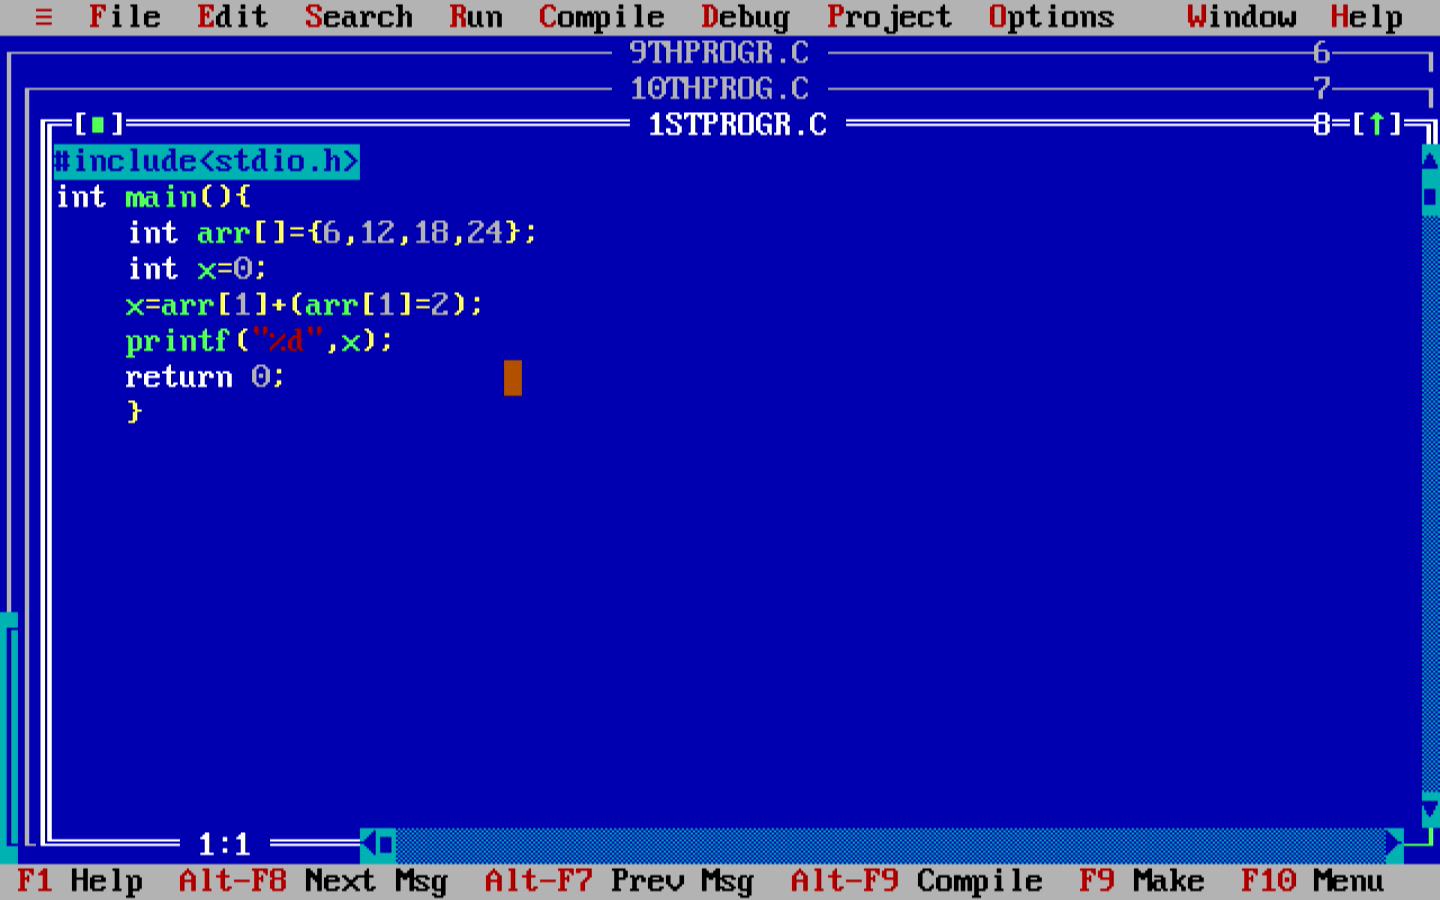 ≡ File Edit Search Run Compile Debug Project Options Window Help
9THPROGR.C 6
10THPROG.C 7
[■] 1STPROGR.C 8=[↑]
#include<stdio.h>
int main(){
int arr[]={6,12,18,24};
int x=0;
x=arr[1]+(arr[1]=2);
printf("%d",x);
return 0;
}
1:1
F1 Help Alt-F8 Next Msg Alt-F7 Prev Msg Alt-F9 Compile F9 Make F10 Menu